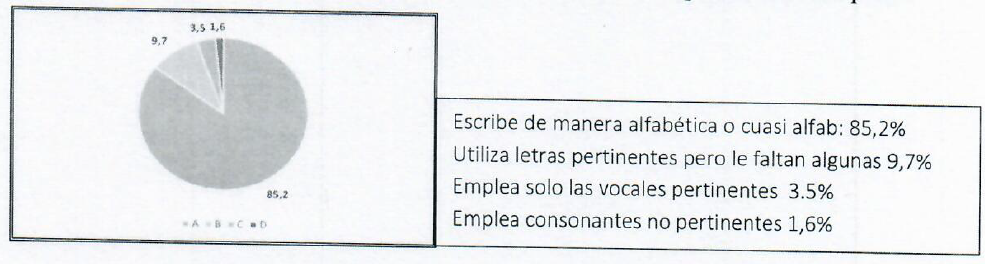 3,5 1,6
9,7
85,2
A B C D
Escribe de manera alfabética o cuasi alfab: 85,2%
Utiliza letras pertinentes pero le faltan algunas 9,7%
Emplea solo las vocales pertinentes 3.5%
Emplea consonantes no pertinentes 1,6%